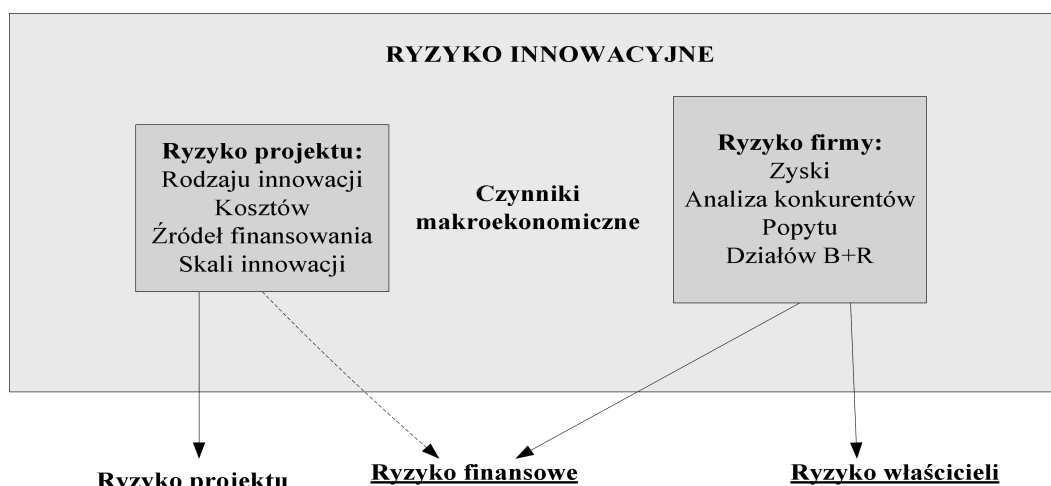 RYZYKO INNOWACYJNE
Ryzyko projektu:
Rodzaju innowacji
Kosztów
Źródeł finansowania
Skali innowacji
Czynniki
makroekonomiczne
Ryzyko firmy:
Zyski
Analiza konkurentów
Popytu
Działów B+R
Ryzyko projektu
Ryzyko finansowe
Ryzyko właścicieli